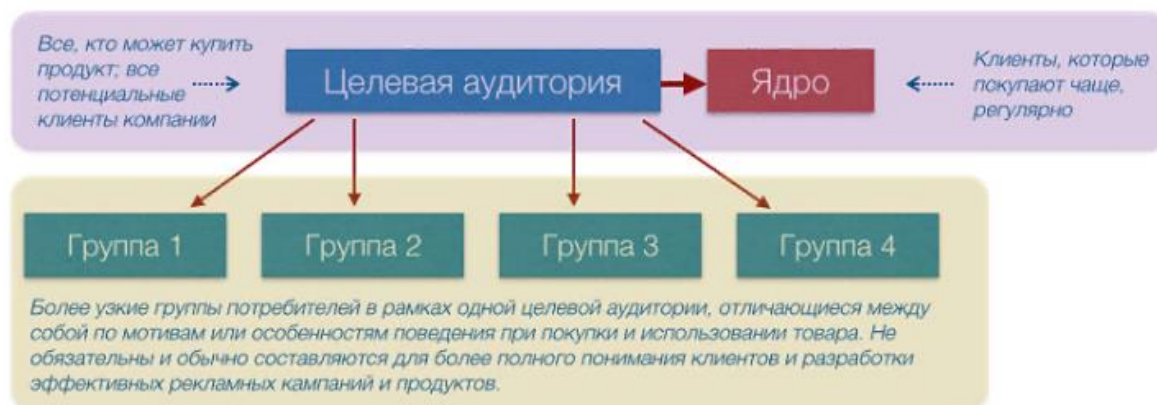 Все, кто может купить
продукт; все
потенциальные
клиенты компании
Целевая аудитория
Ядро
Клиенты, которые
покупают чаще,
регулярно
Группа 1
Группа 2
Группа 3
Группа 4
Более узкие группы потребителей в рамках одной целевой аудитории, отличающиеся между
собой по мотивам или особенностям поведения при покупки и использовании товара. Не
обязательны и обычно составляются для более полного понимания клиентов и разработки
эффективных рекламных кампаний и продуктов.